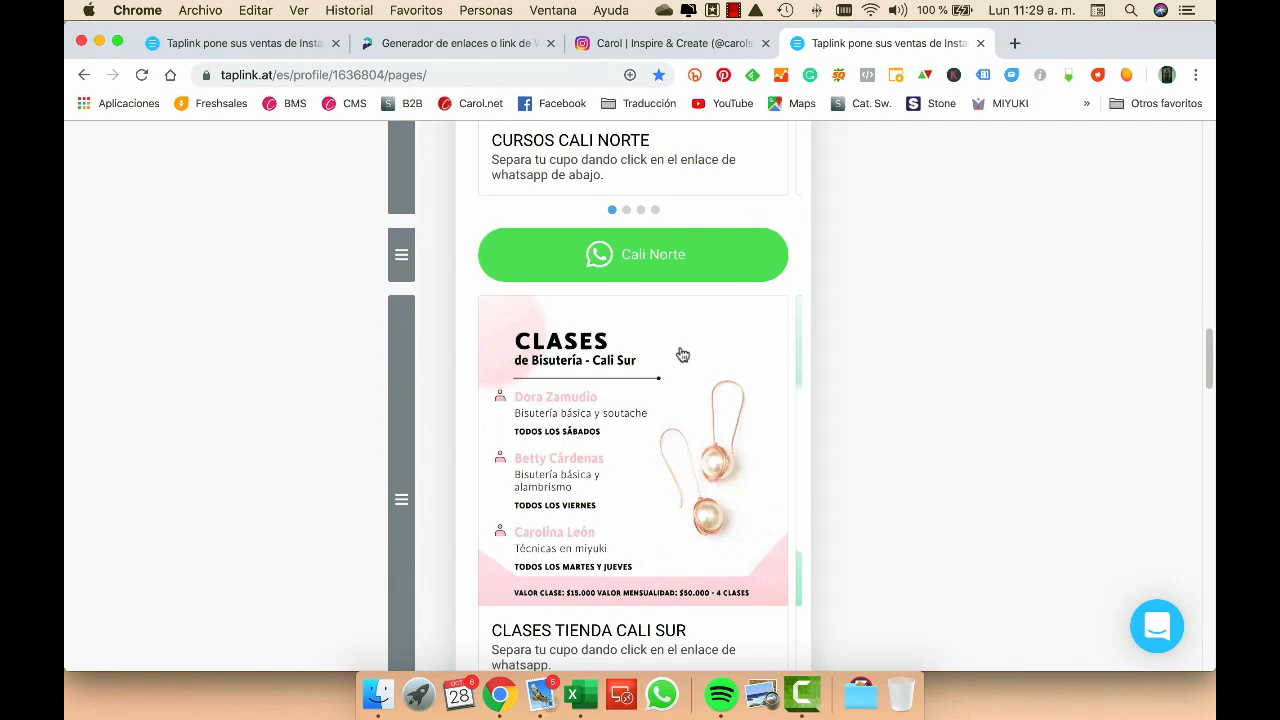 Chrome Archivo Editar Ver Historial Favoritos Personas Ventana Ayuda 100 % Lun 11:29 a. m.
Taplink pone sus ventas de Insta Generador de enlaces o link de Carol | Inspire & Create (@carols Taplink pone sus ventas de Insta
taplink.at/es/profile/1636804/pages/
Aplicaciones Freshsales BMS CMS B2B Carol.net Facebook Traducción YouTube Maps Cat. Sw. Stone MIYUKI » Otros favoritos
CURSOS CALI NORTE
Separa tu cupo dando click en el enlace de
whatsapp de abajo.
Cali Norte
CLASES
de Bisutería - Cali Sur
Dora Zamudio
Bisutería básica y soutache
TODOS LOS SÁBADOS
Betty Cárdenas
Bisutería básica y
alambrismo
TODOS LOS VIERNES
Carolina León
Técnicas en miyuki
TODOS LOS MARTES Y JUEVES
VALOR CLASE: $15.000 VALOR MENSUALIDAD: $50.000 - 4 CLASES
CLASES TIENDA CALI SUR
Separa tu cupo dando click en el enlace de
whatsapp.
OCT 28 6 5